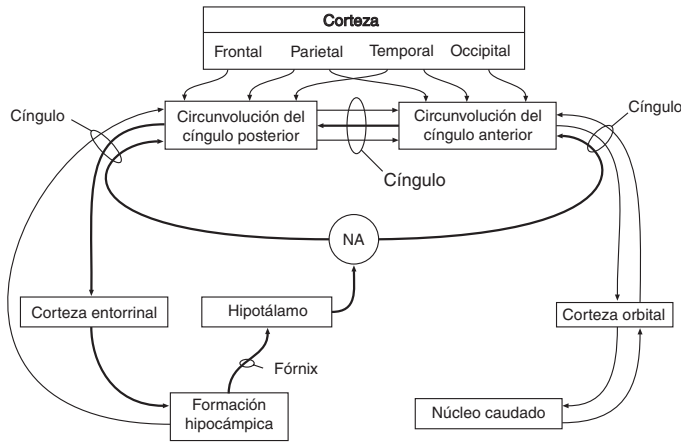 Corteza
Frontal Parietal Temporal Occipital
Cíngulo
Circunvolución del
cíngulo posterior
Circunvolución del
cíngulo anterior
Cíngulo
Cíngulo
NA
Corteza entorrinal
Hipotálamo
Corteza orbital
Fórnix
Formación
hipocámpica
Núcleo caudado